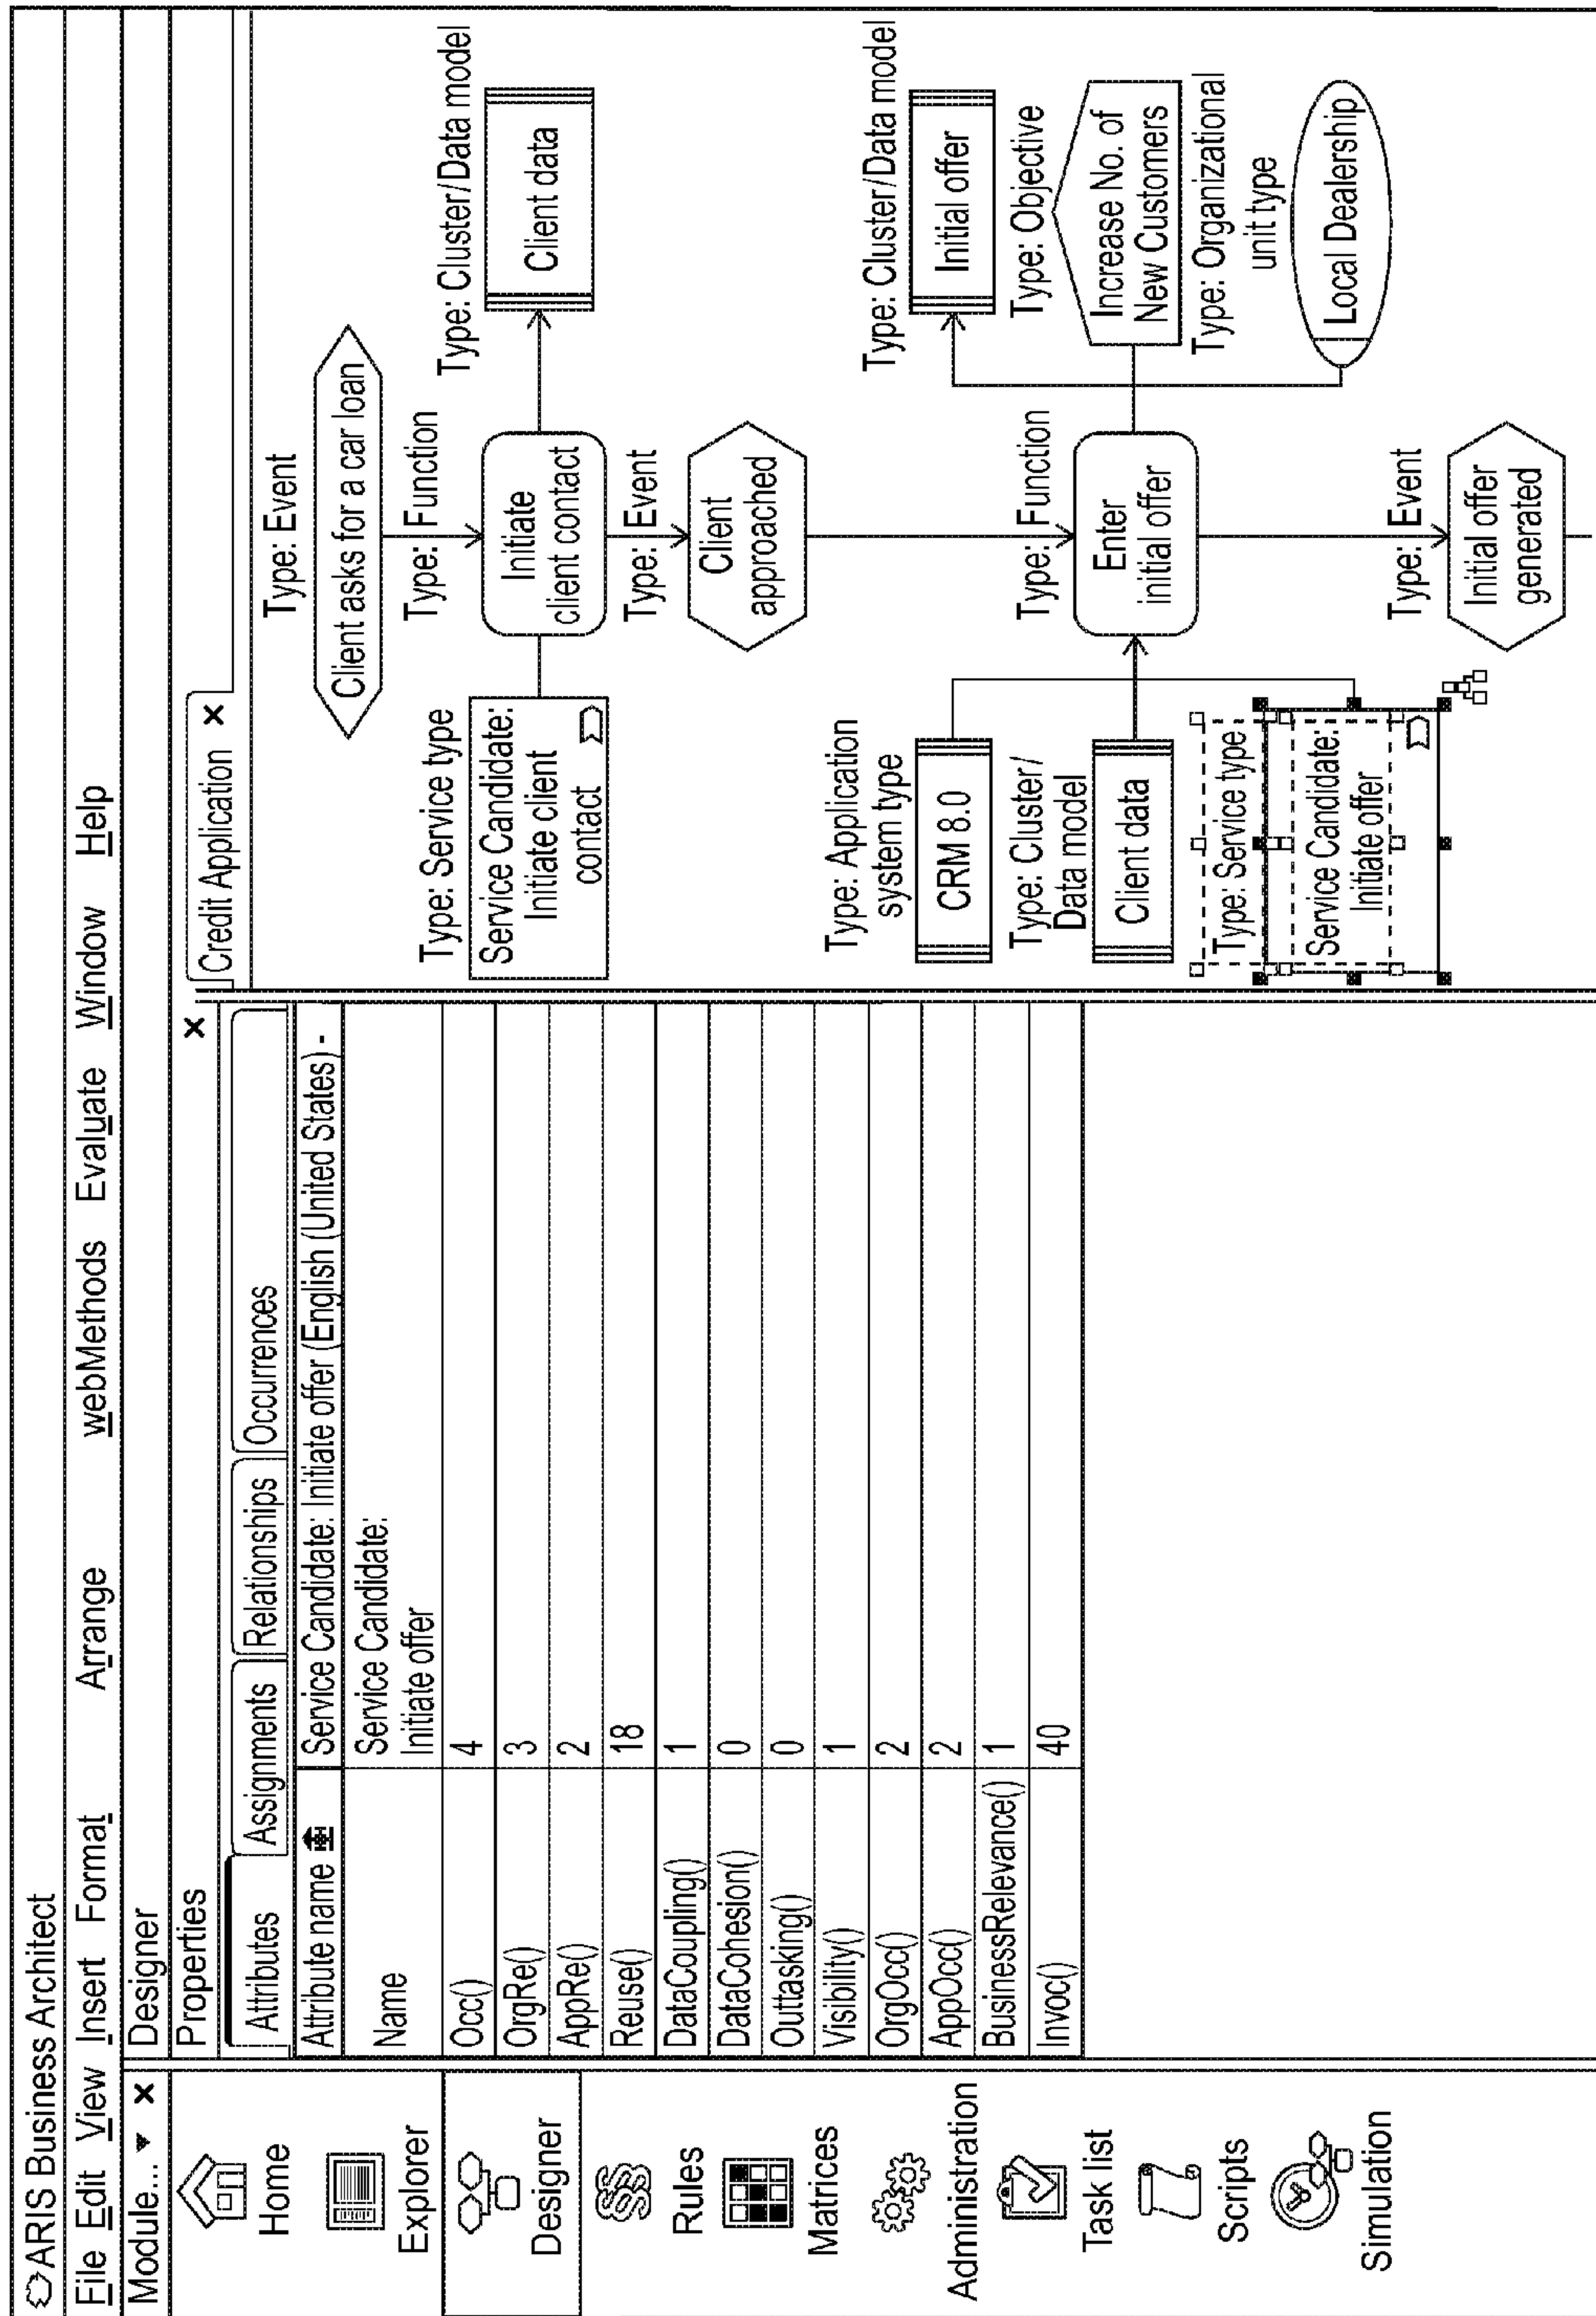 ARIS Business Architect
File Edit View Insert Format Arrange webMethods Evaluate Window Help
Module... ▼ x
Designer
Home
Explorer
Designer
Rules
Matrices
Administration
Task list
Scripts
Simulation
Properties x
Attributes Assignments Relationships Occurrences
Attribute name Service Candidate: Initiate offer (English (United States) -
Name Service Candidate:
Initiate offer
Occ() 4
OrgRe() 3
AppRe() 2
Reuse() 18
DataCoupling() 1
DataCohesion() 0
Outtasking() 0
Visibility() 1
OrgOcc() 2
AppOcc() 2
BusinessRelevance() 1
Invoc() 40
Credit Application x
Type: Event
Client asks for a car loan
Type: Service type
Service Candidate:
Initiate client
contact
Type: Function
Initiate
client contact
Type: Cluster/Data model
Client data
Type: Event
Client
approached
Type: Application
system type
CRM 8.0
Type: Cluster/
Data model
Client data
Type: Service type
Service Candidate:
Initiate offer
Type: Function
Enter
initial offer
Type: Cluster/Data model
Initial offer
Type: Objective
Increase No. of
New Customers
Type: Organizational
unit type
Local Dealership
Type: Event
Initial offer
generated